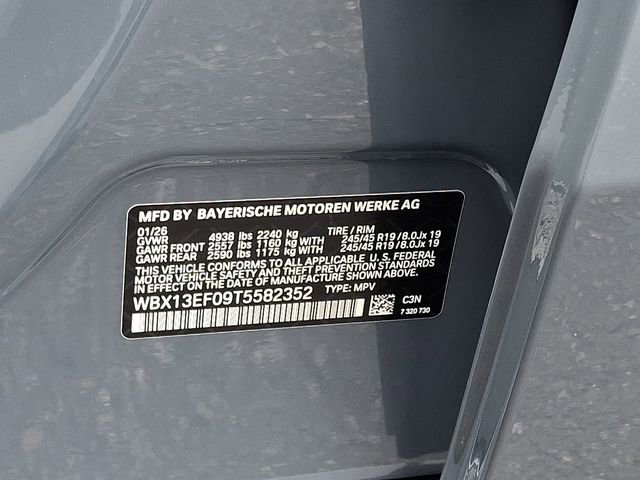 MFD BY BAYERISCHE MOTOREN WERKE AG
01/26
GVWR 4938 lbs 2240 kg TIRE / RIM
GAWR FRONT 2557 lbs 1160 kg WITH 245/45 R19 / 8.0Jx 19
GAWR REAR 2590 lbs 1175 kg WITH 245/45 R19 / 8.0Jx 19
THIS VEHICLE CONFORMS TO ALL APPLICABLE U. S. FEDERAL
MOTOR VEHICLE SAFETY, AND THEFT PREVENTION STANDARDS
IN EFFECT ON THE DATE OF MANUFACTURE SHOWN ABOVE.
WBX13EF09T5582352 TYPE: MPV
C3N
7 320 730